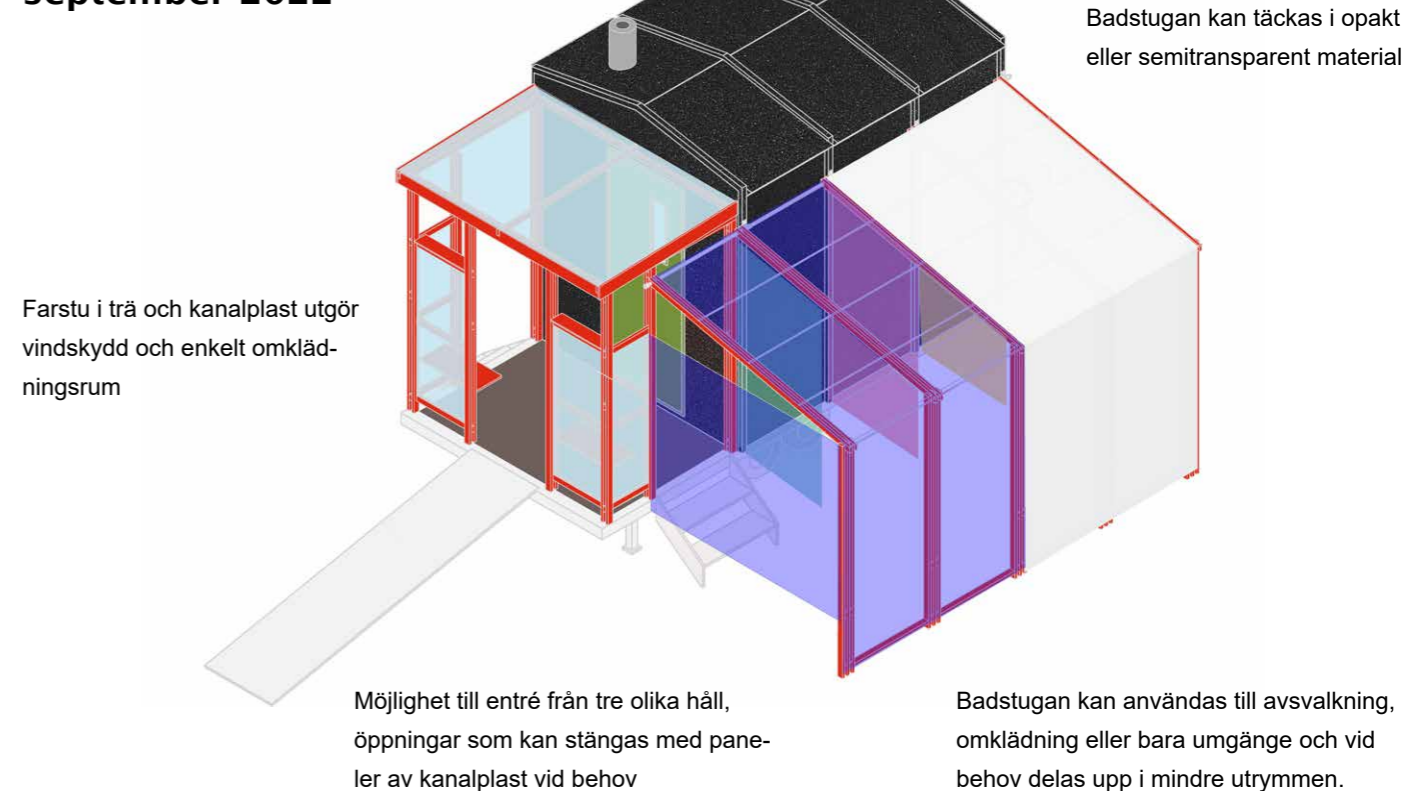 september 2022
Badstugan kan täckas i opakt
eller semitransparent material
Farstu i trä och kanalplast utgör
vindskydd och enkelt omkläd-
ningsrum
Möjlighet till entré från tre olika håll,
öppningar som kan stängas med pane-
ler av kanalplast vid behov
Badstugan kan användas till avsvalkning,
omklädning eller bara umgänge och vid
behov delas upp i mindre utrymmen.